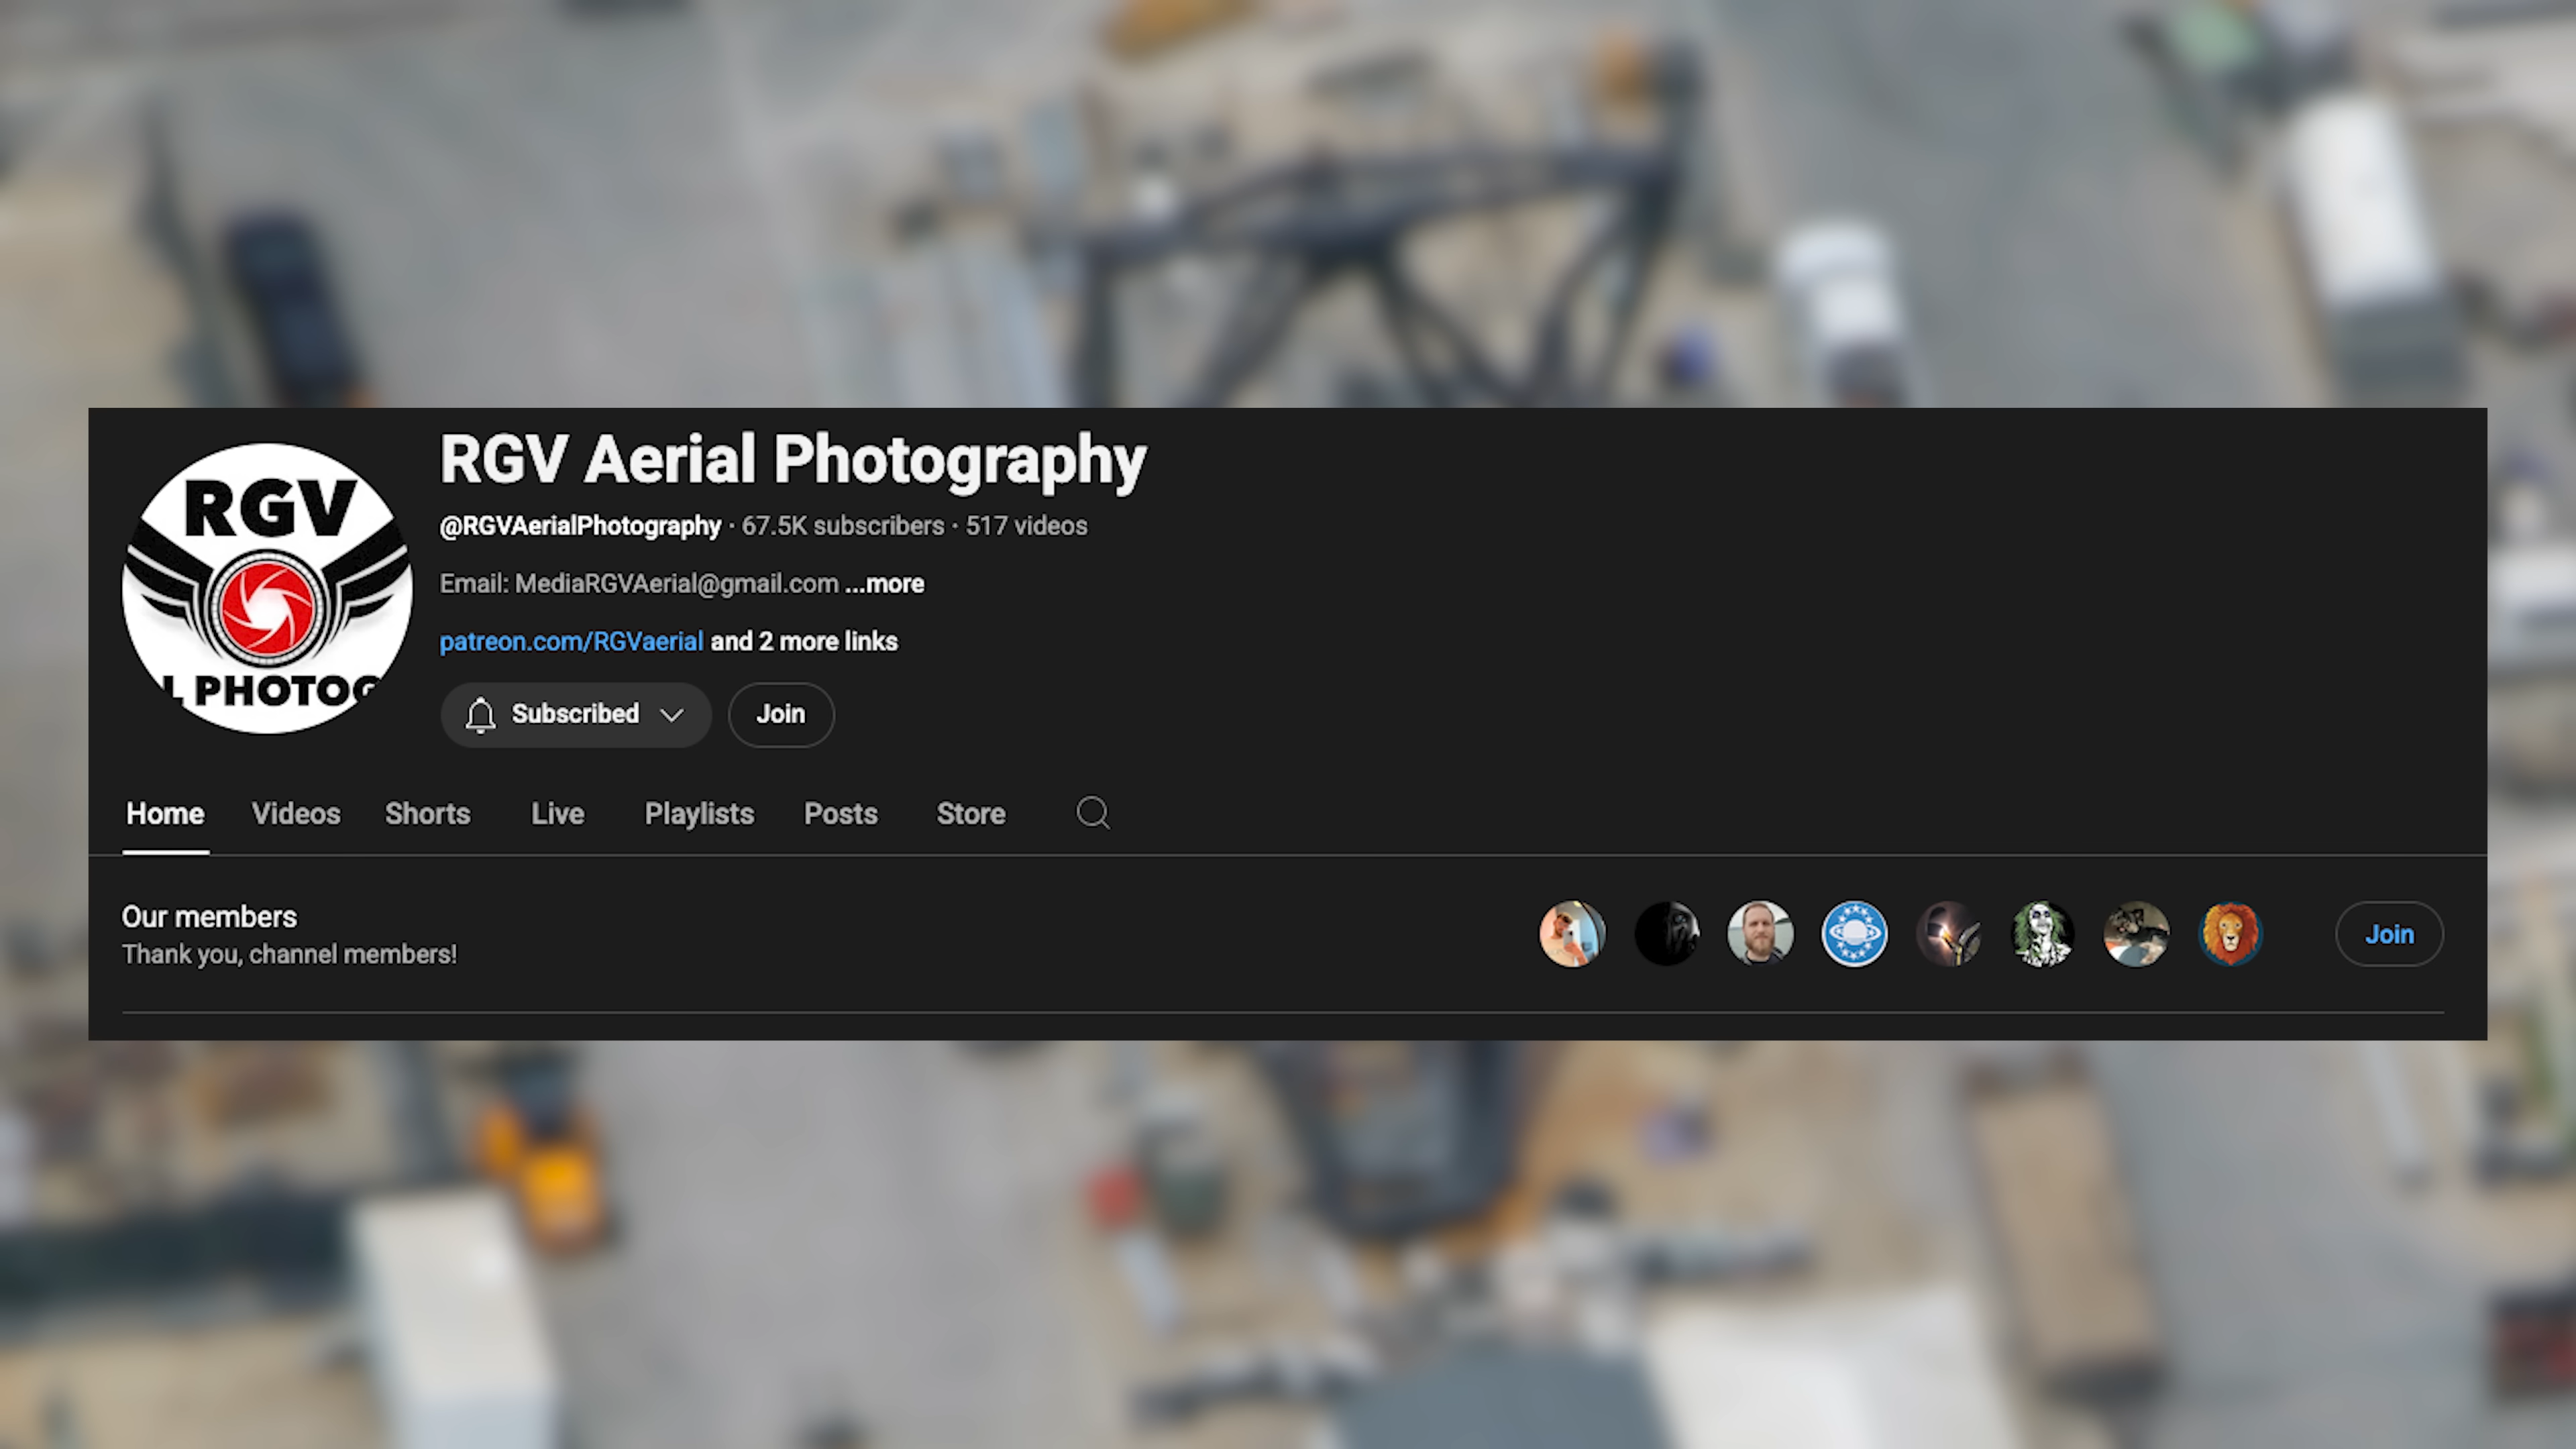 RGV
L PHOTOG
RGV Aerial Photography
@RGVAerialPhotography · 67.5K subscribers · 517 videos
Email: MediaRGVAerial@gmail.com ...more
patreon.com/RGVaerial and 2 more links
Subscribed Join
Home Videos Shorts Live Playlists Posts Store
Our members
Thank you, channel members!
Join